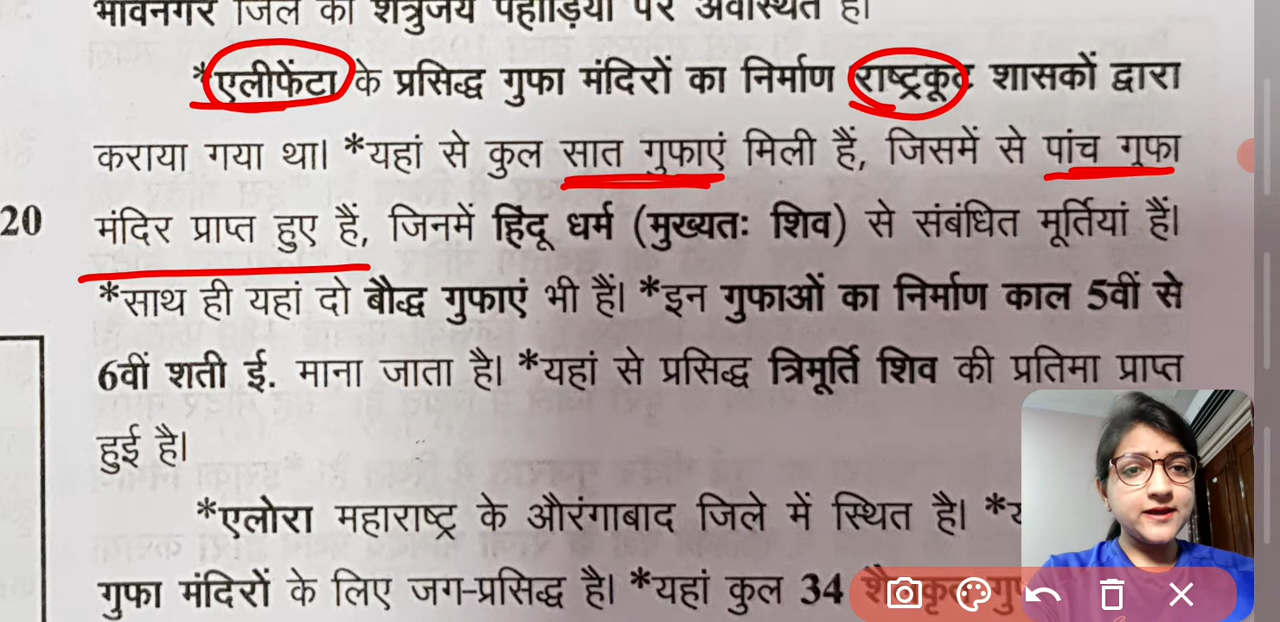 भावनगर जिले की शत्रुंजय पहाड़ियों पर अवस्थित है।
*एलीफेंटा के प्रसिद्ध गुफा मंदिरों का निर्माण राष्ट्रकूट शासकों द्वारा
कराया गया था। *यहां से कुल सात गुफाएं मिली हैं, जिसमें से पांच गुफा
20
मंदिर प्राप्त हुए हैं, जिनमें हिंदू धर्म (मुख्यतः शिव) से संबंधित मूर्तियां हैं।
*साथ ही यहां दो बौद्ध गुफाएं भी हैं। *इन गुफाओं का निर्माण काल 5वीं से
6वीं शती ई. माना जाता है। *यहां से प्रसिद्ध त्रिमूर्ति शिव की प्रतिमा प्राप्त
हुई है।
*एलोरा महाराष्ट्र के औरंगाबाद जिले में स्थित है।
गुफा मंदिरों के लिए जग-प्रसिद्ध है। *यहां कुल 34